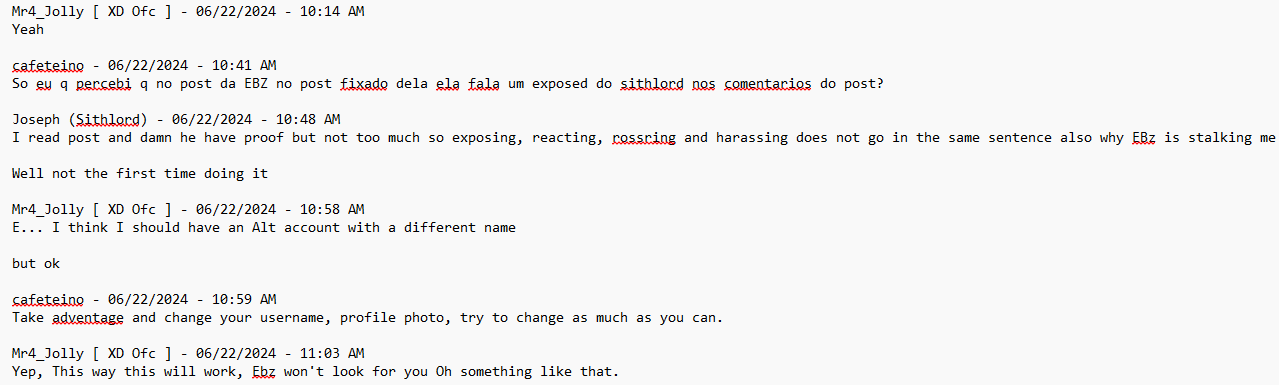 Mr4_Jolly [ XD Ofc ] - 06/22/2024 - 10:14 AM
Yeah
cafeteino - 06/22/2024 - 10:41 AM
So eu q percebi q no post da EBZ no post fixado dela ela fala um exposed do sithlord nos comentarios do post?
Joseph (Sithlord) - 06/22/2024 - 10:48 AM
I read post and damn he have proof but not too much so exposing, reacting, rossring and harassing does not go in the same sentence also why EBz is stalking me
Well not the first time doing it
Mr4_Jolly [ XD Ofc ] - 06/22/2024 - 10:58 AM
E... I think I should have an Alt account with a different name
but ok
cafeteino - 06/22/2024 - 10:59 AM
Take adventage and change your username, profile photo, try to change as much as you can.
Mr4_Jolly [ XD Ofc ] - 06/22/2024 - 11:03 AM
Yep, This way this will work, Ebz won't look for you Oh something like that.